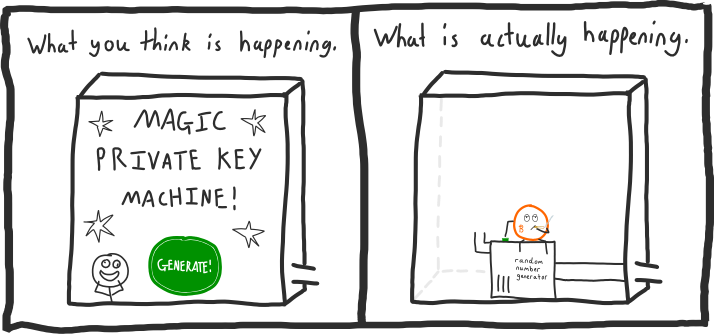 What you think is happening.
MAGIC
PRIVATE KEY
MACHINE!
GENERATE!
What is actually happening.
random
number
generator